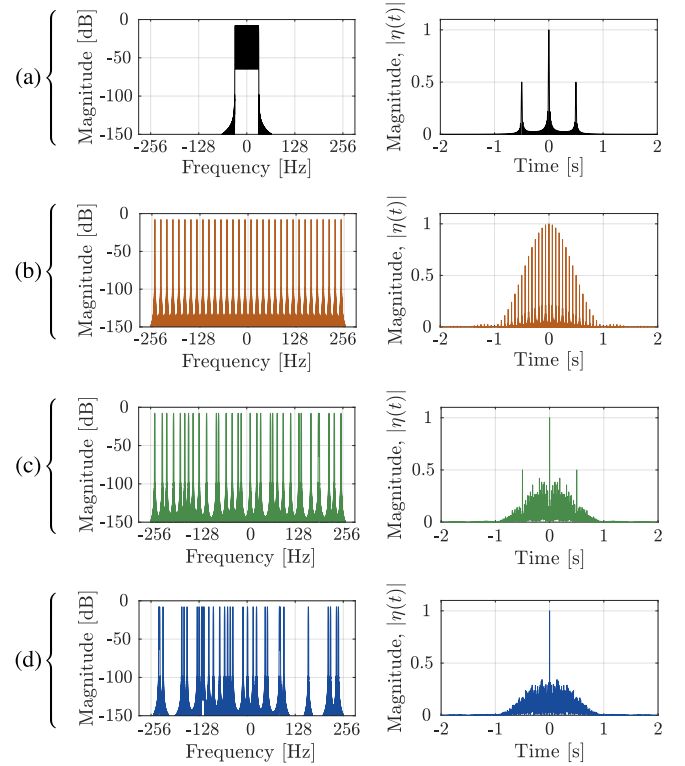 (a)
Magnitude [dB]
0
-50
-100
-150
-256 -128 0 128 256
Frequency [Hz]
Magnitude, |η(t)|
1
0.5
0
-2 -1 0 1 2
Time [s]
(b)
Magnitude [dB]
0
-50
-100
-150
-256 -128 0 128 256
Frequency [Hz]
Magnitude, |η(t)|
1
0.5
0
-2 -1 0 1 2
Time [s]
(c)
Magnitude [dB]
0
-50
-100
-150
-256 -128 0 128 256
Frequency [Hz]
Magnitude, |η(t)|
1
0.5
0
-2 -1 0 1 2
Time [s]
(d)
Magnitude [dB]
0
-50
-100
-150
-256 -128 0 128 256
Frequency [Hz]
Magnitude, |η(t)|
1
0.5
0
-2 -1 0 1 2
Time [s]